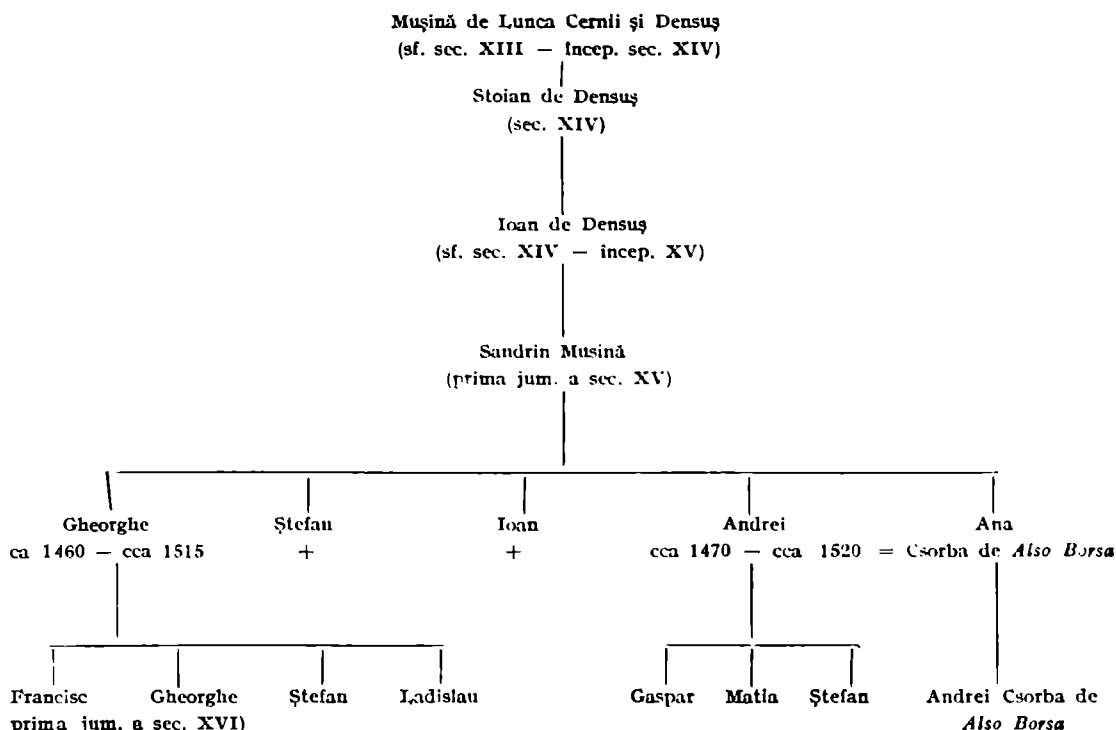 Mușină de Lunca Cernii și Densuș
(sf. sec. XIII — încep. sec. XIV)
Stoian de Densuș
(sec. XIV)
Ioan de Densuș
(sf. sec. XIV — încep. XV)
Sandrin Musină
(prima jum. a sec. XV)
Gheorghe Ștefan Ioan Andrei Ana
ca 1460 — cca 1515 + + cca 1470 — cca 1520 = Csorba de Also Borsa
Francisc Gheorghe Ștefan Ladislau Gaspar Matia Ștefan Andrei Csorba de
prima jum. a sec. XVI) Also Borsa